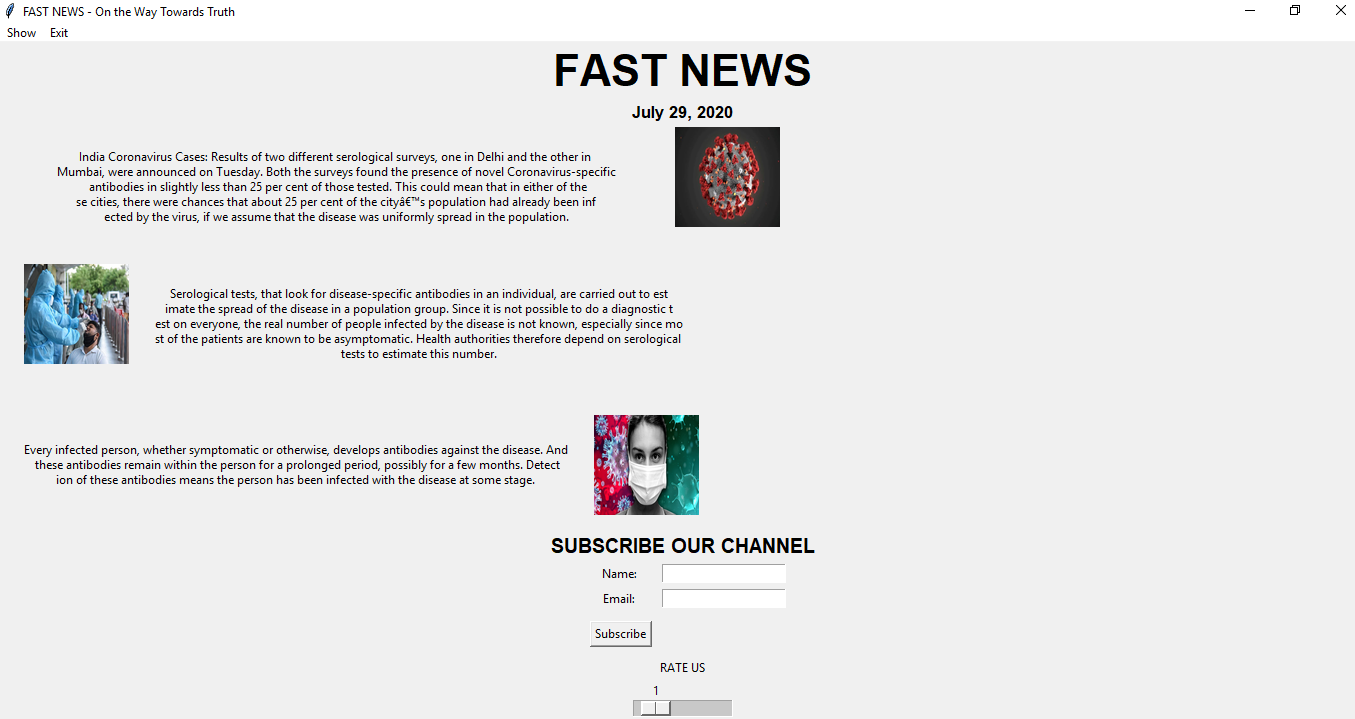 FAST NEWS - On the Way Towards Truth
Show Exit
FAST NEWS
July 29, 2020
India Coronavirus Cases: Results of two different serological surveys, one in Delhi and the other in
Mumbai, were announced on Tuesday. Both the surveys found the presence of novel Coronavirus-specific
antibodies in slightly less than 25 per cent of those tested. This could mean that in either of the
se cities, there were chances that about 25 per cent of the cityâ€™s population had already been inf
ected by the virus, if we assume that the disease was uniformly spread in the population.
Serological tests, that look for disease-specific antibodies in an individual, are carried out to est
imate the spread of the disease in a population group. Since it is not possible to do a diagnostic t
est on everyone, the real number of people infected by the disease is not known, especially since mo
st of the patients are known to be asymptomatic. Health authorities therefore depend on serological
tests to estimate this number.
Every infected person, whether symptomatic or otherwise, develops antibodies against the disease. And
these antibodies remain within the person for a prolonged period, possibly for a few months. Detect
ion of these antibodies means the person has been infected with the disease at some stage.
SUBSCRIBE OUR CHANNEL
Name:
Email:
Subscribe
RATE US
1